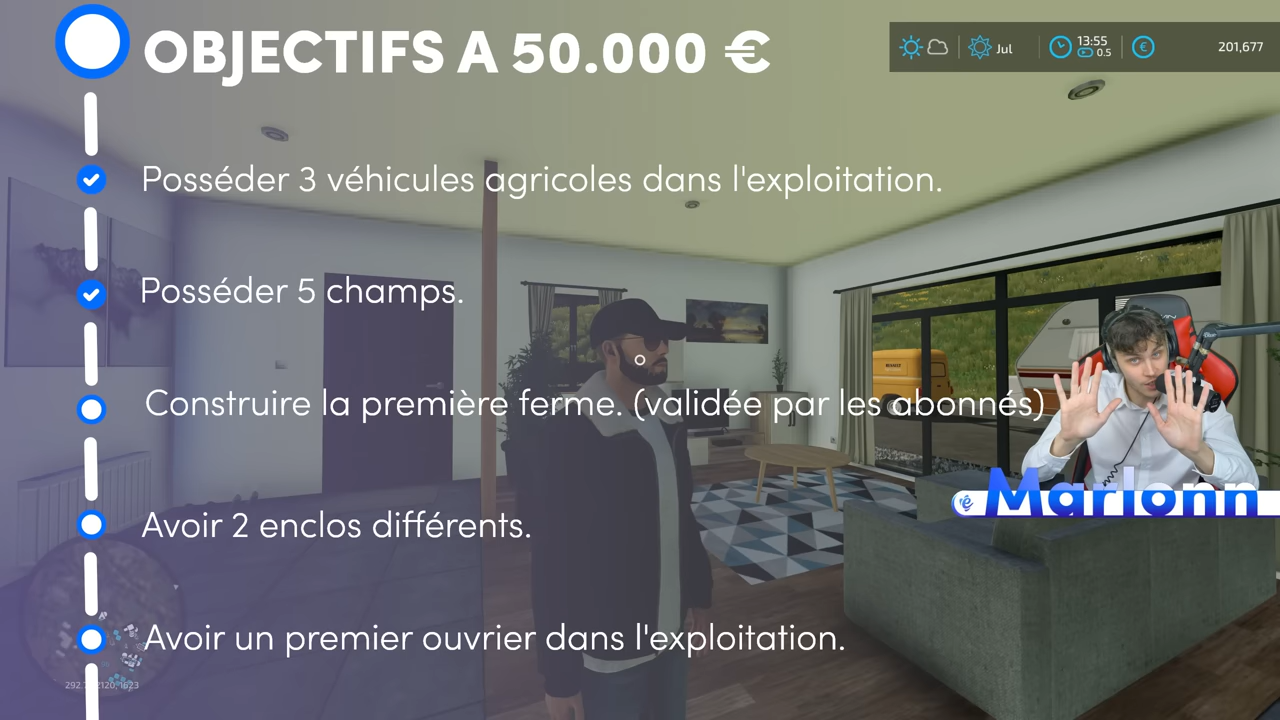 OBJECTIFS A 50.000 €
Jul
13:55
0.5
201,677
Posséder 3 véhicules agricoles dans l'exploitation.
Posséder 5 champs.
Construire la première ferme. (validée par les abonnés)
Marlonn
Avoir 2 enclos différents.
Avoir un premier ouvrier dans l'exploitation.